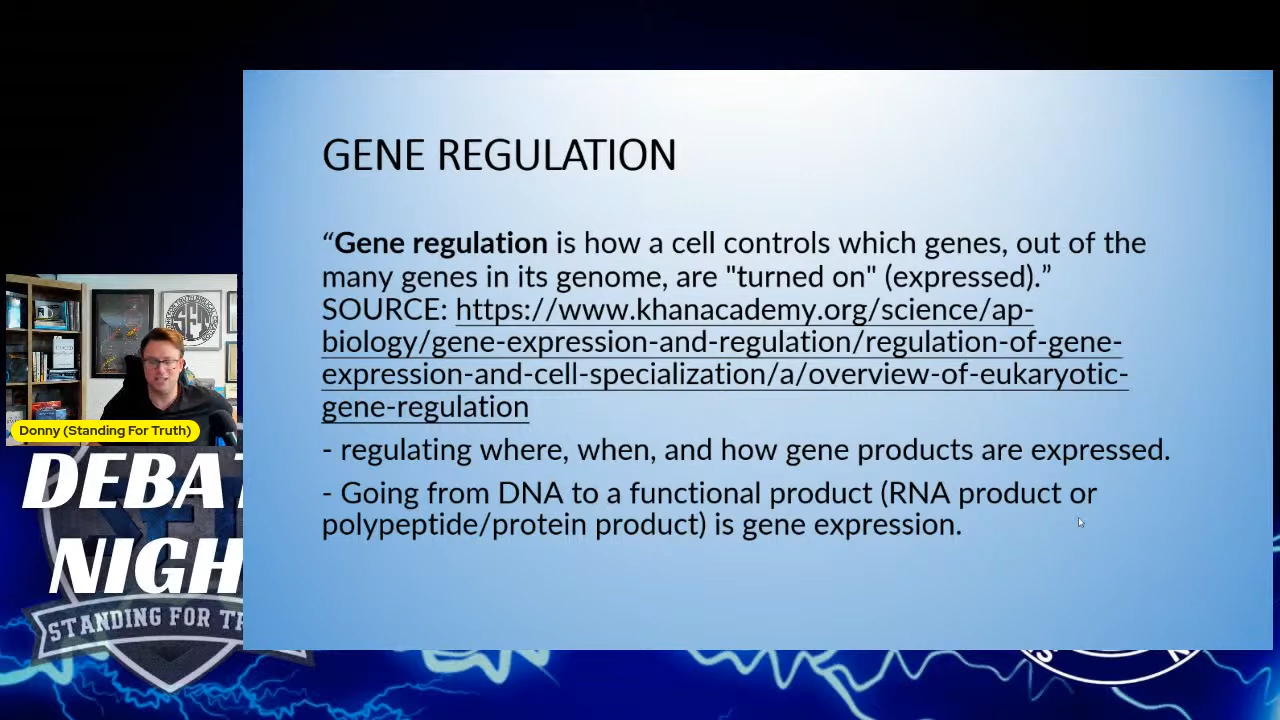 GENE REGULATION
“Gene regulation is how a cell controls which genes, out of the
many genes in its genome, are "turned on" (expressed).”
SOURCE: https://www.khanacademy.org/science/ap-
biology/gene-expression-and-regulation/regulation-of-gene-
expression-and-cell-specialization/a/overview-of-eukaryotic-
gene-regulation
- regulating where, when, and how gene products are expressed.
- Going from DNA to a functional product (RNA product or
polypeptide/protein product) is gene expression.
SFT
Donny (Standing For Truth)
DEBAT
NIGH
STANDING FOR TR